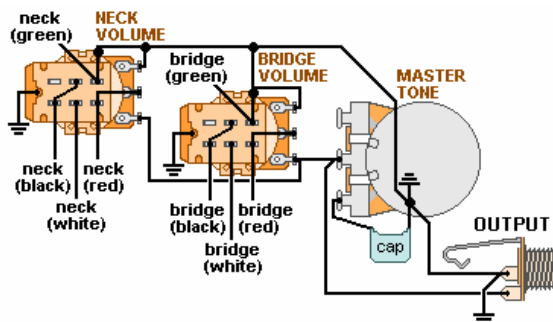 neck
(green)
NECK
VOLUME
bridge
(green)
BRIDGE
VOLUME
MASTER
TONE
neck
(black)
neck
(red)
neck
(white)
bridge
(black)
bridge
(red)
bridge
(white)
cap
OUTPUT